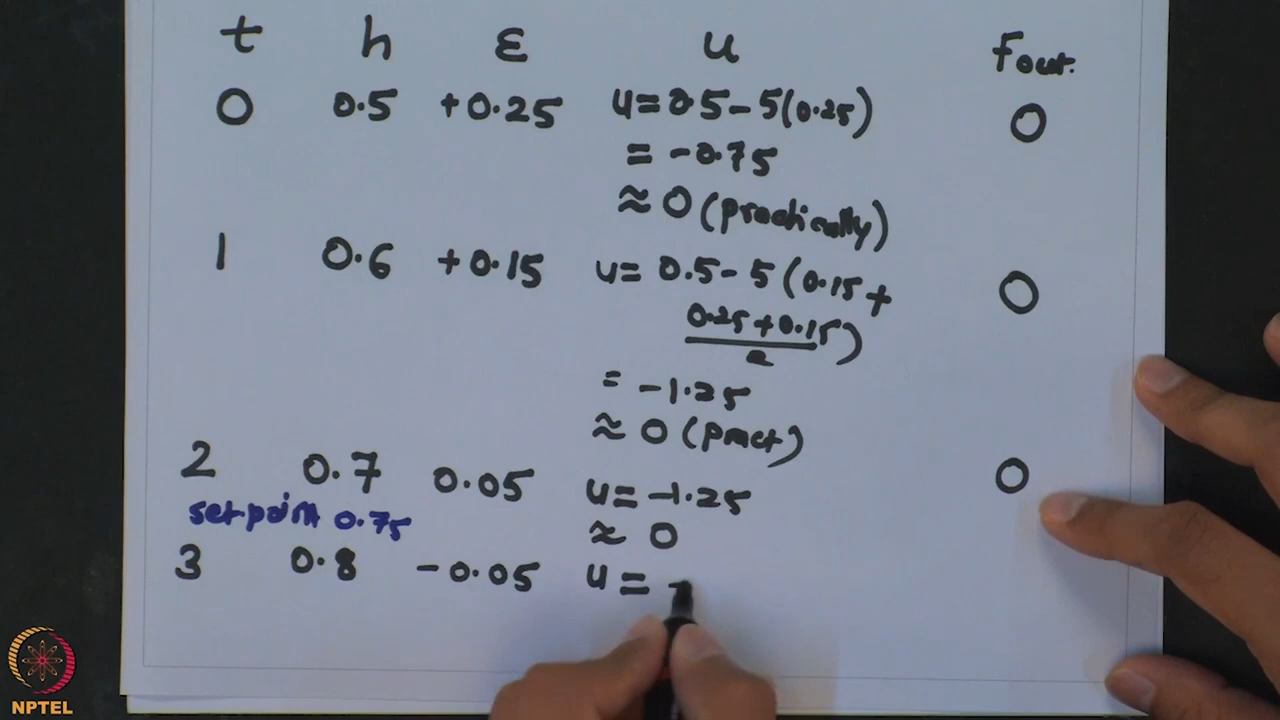 t h ε u Fout.
0 0.5 +0.25 u=0.5-5(0.25) 0
= -0.75
≈ 0 (practically)
1 0.6 +0.15 u= 0.5-5(0.15+ 0
0.25+0.15)
2
= -1.25
≈ 0 (pract)
2 0.7 0.05 u= -1.25 0
setpoint 0.75
≈ 0
3 0.8 -0.05 u = -
NPTEL